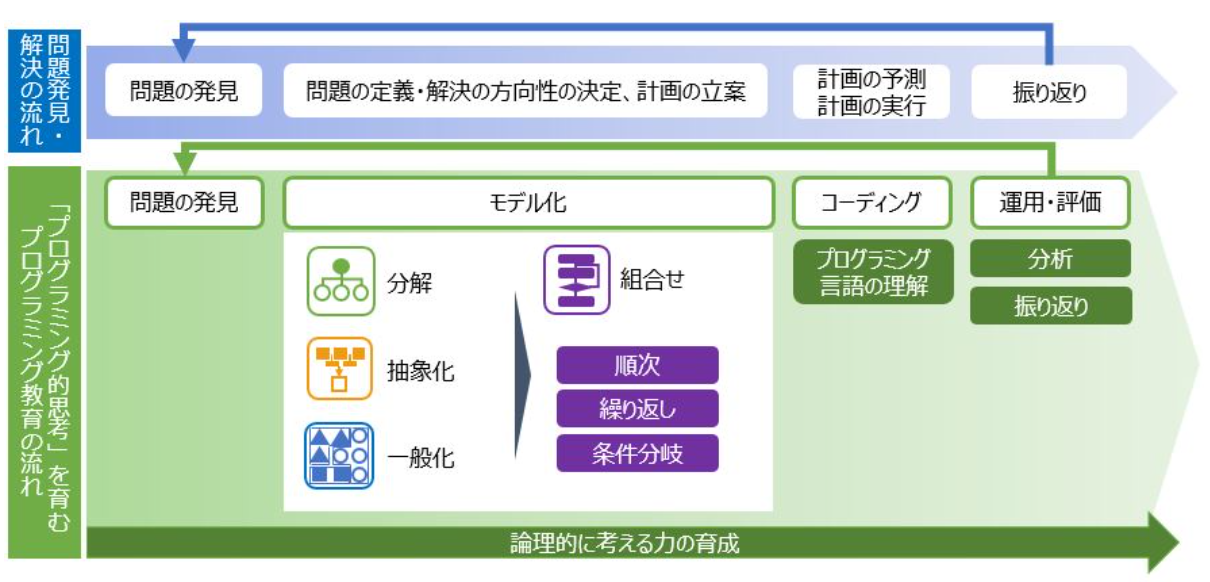 問題発見・
解決の流れ
問題の発見
問題の定義・解決の方向性の決定、計画の立案
計画の予測
計画の実行
振り返り
「プログラミング的思考」を育む
プログラミング教育の流れ
問題の発見
モデル化
コーディング
運用・評価
分解
抽象化
一般化
組合せ
順次
繰り返し
条件分岐
プログラミング
言語の理解
分析
振り返り
論理的に考える力の育成